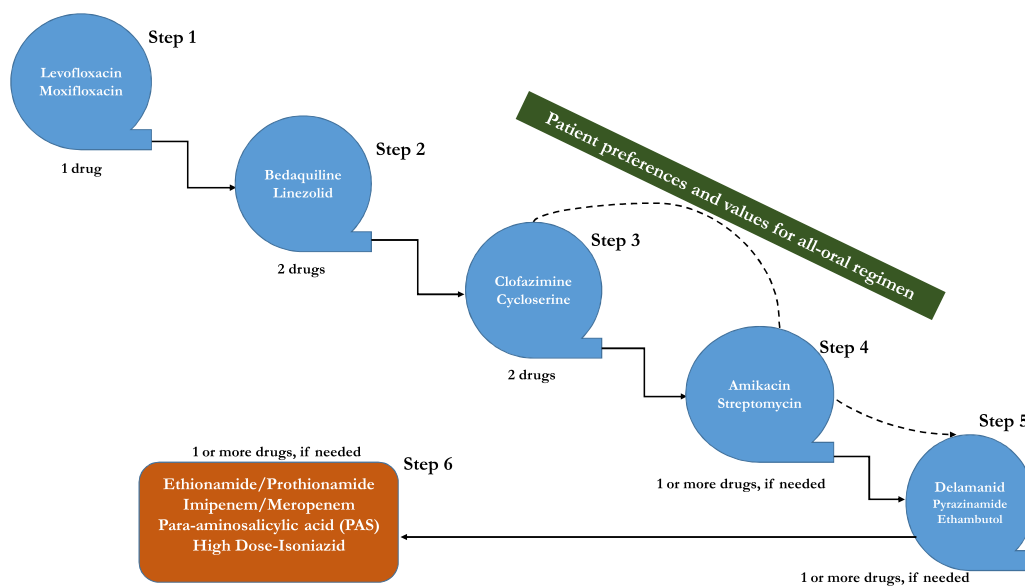 Step 1
Levofloxacin
Moxifloxacin
1 drug
Step 2
Bedaquiline
Linezolid
2 drugs
Patient preferences and values for all-oral regimen
Step 3
Clofazimine
Cycloserine
2 drugs
Step 4
Amikacin
Streptomycin
1 or more drugs, if needed
Step 5
Delamanid
Pyrazinamide
Ethambutol
1 or more drugs, if needed
1 or more drugs, if needed
Step 6
Ethionamide/Prothionamide
Imipenem/Meropenem
Para-aminosalicylic acid (PAS)
High Dose-Isoniazid